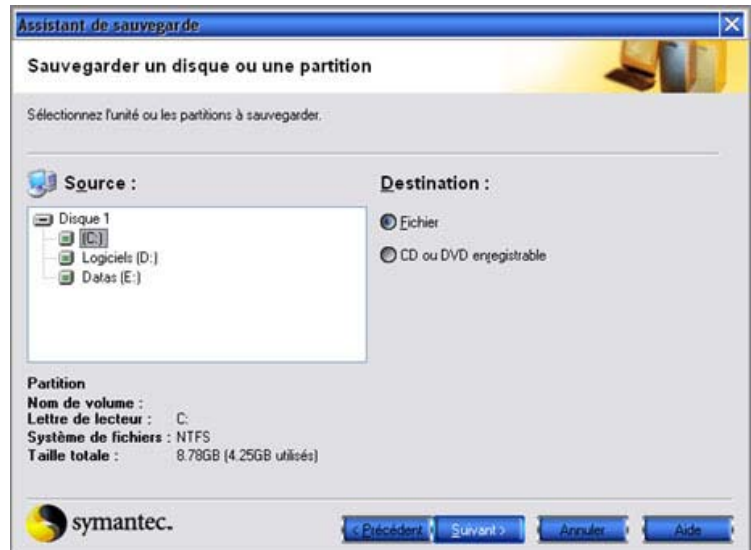 Assistant de sauvegarde
Sauvegarder un disque ou une partition
Sélectionnez l'unité ou les partitions à sauvegarder.
Source :
Destination :
Disque 1
(C:)
Logiciels (D:)
Datas (E:)
Fichier
CD ou DVD enregistrable
Partition
Nom de volume :
Lettre de lecteur : C:
Système de fichiers : NTFS
Taille totale : 8.78GB (4.25GB utilisés)
symantec.
< Précédent
Suivant >
Annuler
Aide